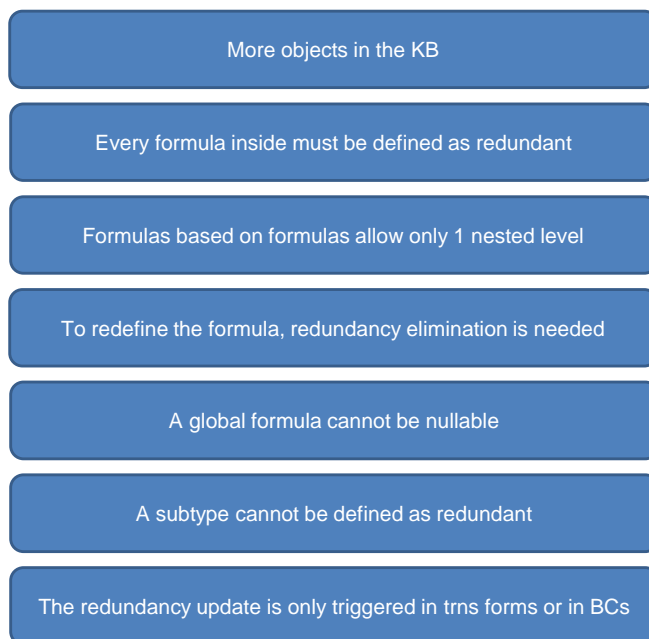 More objects in the KB
Every formula inside must be defined as redundant
Formulas based on formulas allow only 1 nested level
To redefine the formula, redundancy elimination is needed
A global formula cannot be nullable
A subtype cannot be defined as redundant
The redundancy update is only triggered in trns forms or in BCs